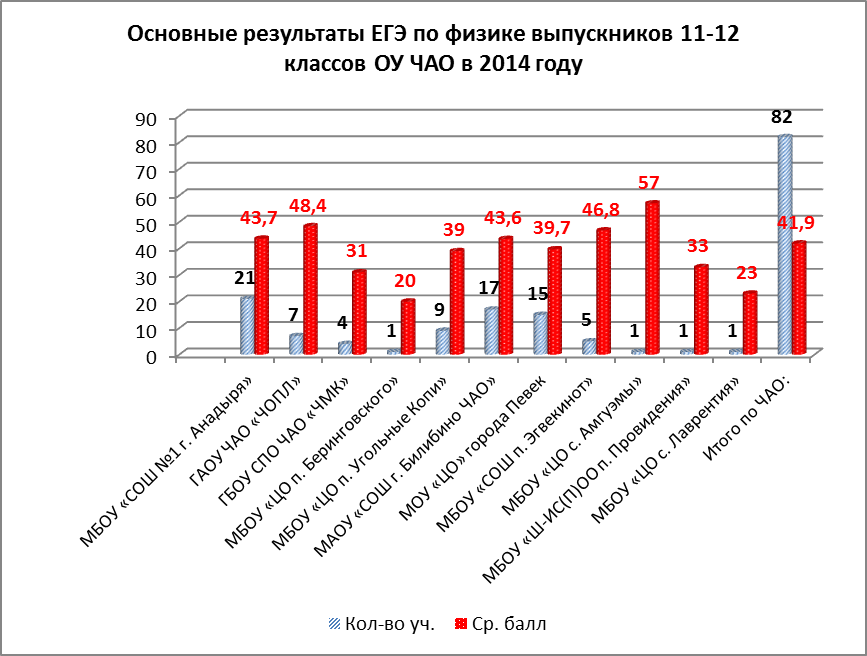 Основные результаты ЕГЭ по физике выпускников 11-12
классов ОУ ЧАО в 2014 году
90
80
70
60
50
40
30
20
10
0
21
43,7
7
48,4
4
31
1
20
9
39
17
43,6
15
39,7
5
46,8
1
57
1
33
1
23
82
41,9
МБОУ «СОШ №1 г. Анадыря»
ГАОУ ЧАО «ЧОПЛ»
ГБОУ СПО ЧАО «ЧМК»
МБОУ «ЦО п. Беринговского»
МБОУ «ЦО п. Угольные Копи»
МАОУ «СОШ г. Билибино ЧАО»
МОУ «ЦО» города Певек
МБОУ «СОШ п. Эгвекинот»
МБОУ «ЦО с. Амгуэмы»
МБОУ «Ш-ИС(П)ОО п. Провидения»
МБОУ «ЦО с. Лаврентия»
Итого по ЧАО:
Кол-во уч.
Ср. балл